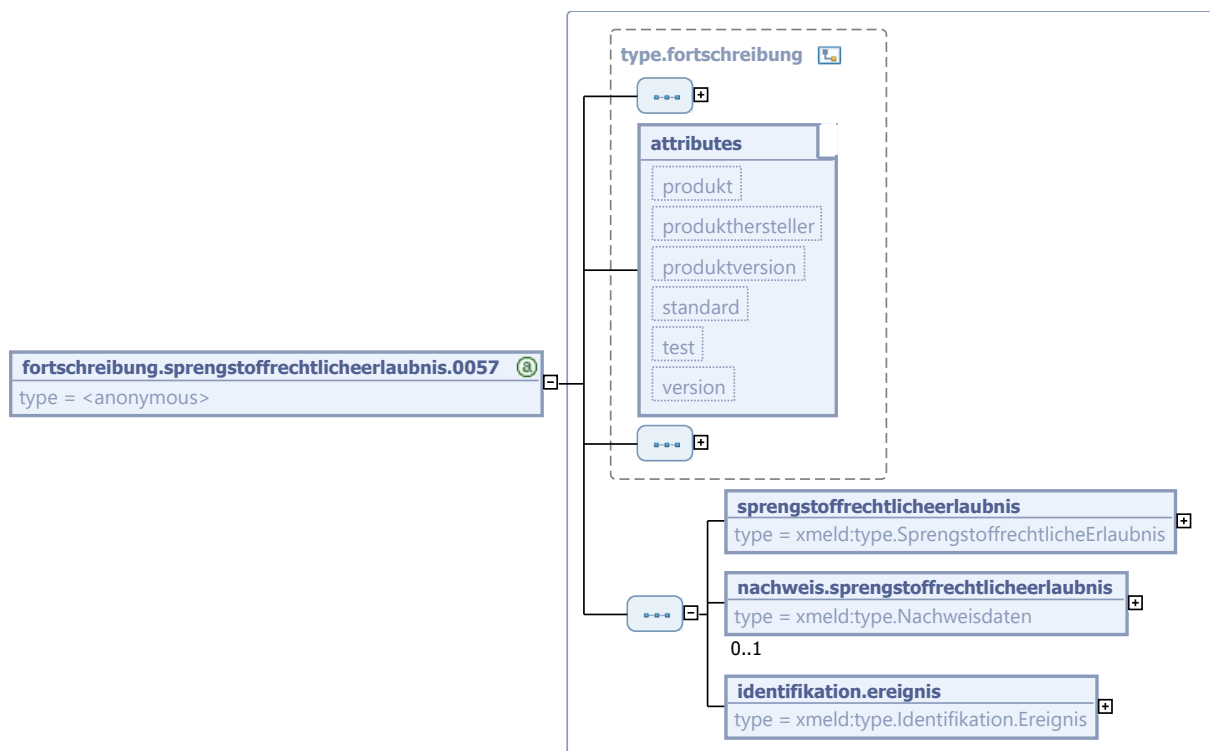 type.fortschreibung
attributes
produkt
produkthersteller
produktversion
standard
test
version
fortschreibung.sprengstoffrechtlicheerlaubnis.0057 a
type = <anonymous>
sprengstoffrechtlicheerlaubnis
type = xmeld:type.SprengstoffrechtlicheErlaubnis
nachweis.sprengstoffrechtlicheerlaubnis
type = xmeld:type.Nachweisdaten
0..1
identifikation.ereignis
type = xmeld:type.Identifikation.Ereignis